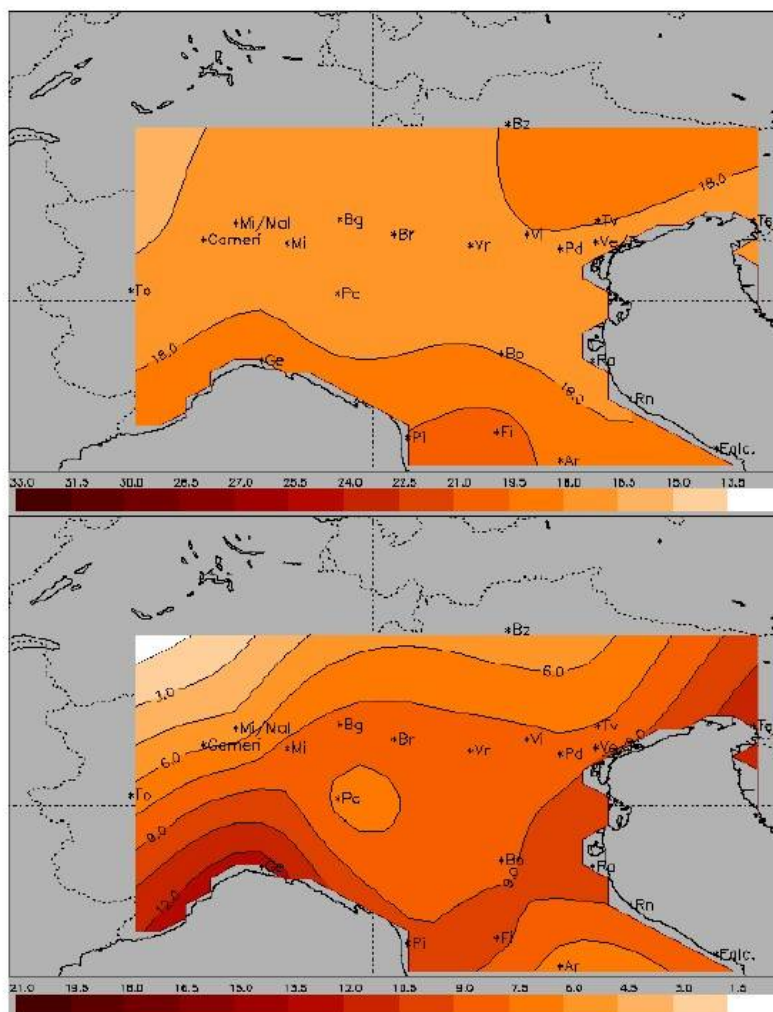 *Bz
18.0
+Mi/Mal
*Bg
+Tv
Te
+Cameri
*Mi
+Br
*Vr
+Vi
+Pd
+Ve/T
*To
*Pc
18.0
+Ge
+Bo
*Ra
18.0
+Rn
+Pi
+Fi
+Ar
+Falc.
33.0 31.5 30.0 28.5 27.0 25.5 24.0 22.5 21.0 19.5 18.0 16.5 15.0 13.5
*Bz
6.0
3.0
+Mi/Mal
*Bg
+Tv
Te
+Cameri
*Mi
+Br
*Vr
+Vi
+Pd
+Ve
9.0
6.0
*To
*Pc
9.0
+Ge
+Bo
9.0
*Ra
12.0
+Rn
+Pi
+Fi
+Ar
+Falc.
21.0 19.5 18.0 16.5 15.0 13.5 12.0 10.5 9.0 7.5 6.0 4.5 3.0 1.5